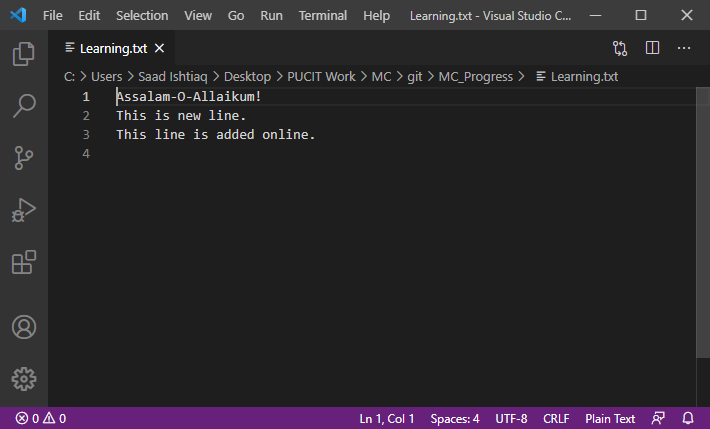 File Edit Selection View Go Run Terminal Help Learning.txt - Visual Studio C...
Learning.txt
C: > Users > Saad Ishtiaq > Desktop > PUCIT Work > MC > git > MC_Progress > Learning.txt
1 Assalam-O-Allaikum!
2 This is new line.
3 This line is added online.
4
0 0 Ln 1, Col 1 Spaces: 4 UTF-8 CRLF Plain Text